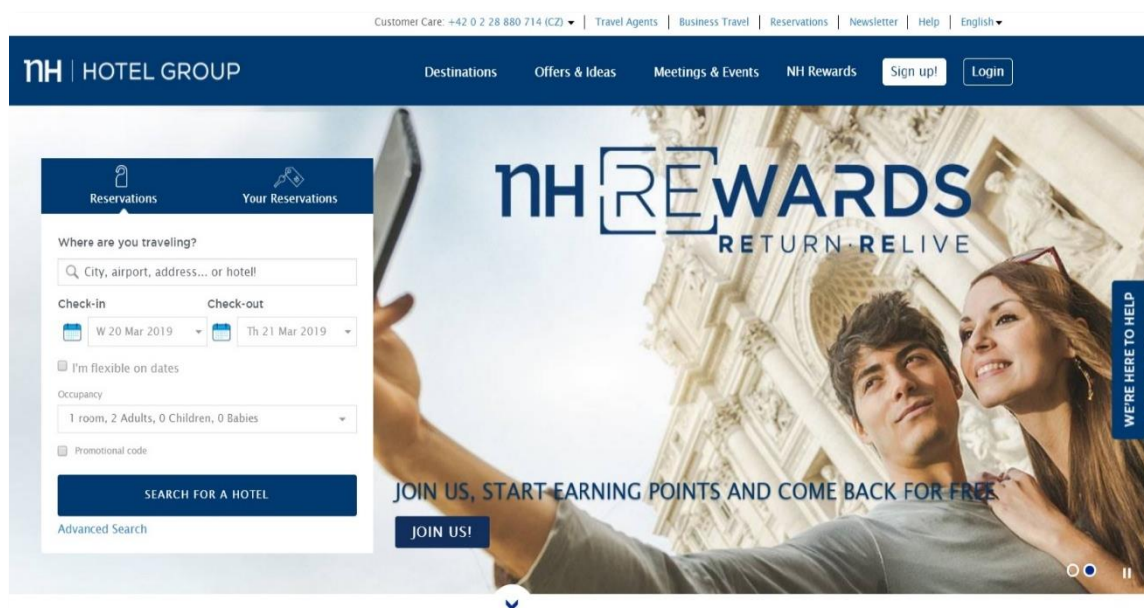 Customer Care: +42 0 2 28 880 714 (CZ) | Travel Agents | Business Travel | Reservations | Newsletter | Help | English
nH | HOTEL GROUP
Destinations
Offers & Ideas
Meetings & Events
NH Rewards
Sign up!
Login
Reservations
Your Reservations
Where are you traveling?
City, airport, address... or hotel!
Check-in
Check-out
W 20 Mar 2019
Th 21 Mar 2019
I'm flexible on dates
Occupancy
1 room, 2 Adults, 0 Children, 0 Babies
Promotional code
SEARCH FOR A HOTEL
Advanced Search
nH REWARDS
RETURN·RELIVE
JOIN US, START EARNING POINTS AND COME BACK FOR FREE
JOIN US!
WE'RE HERE TO HELP